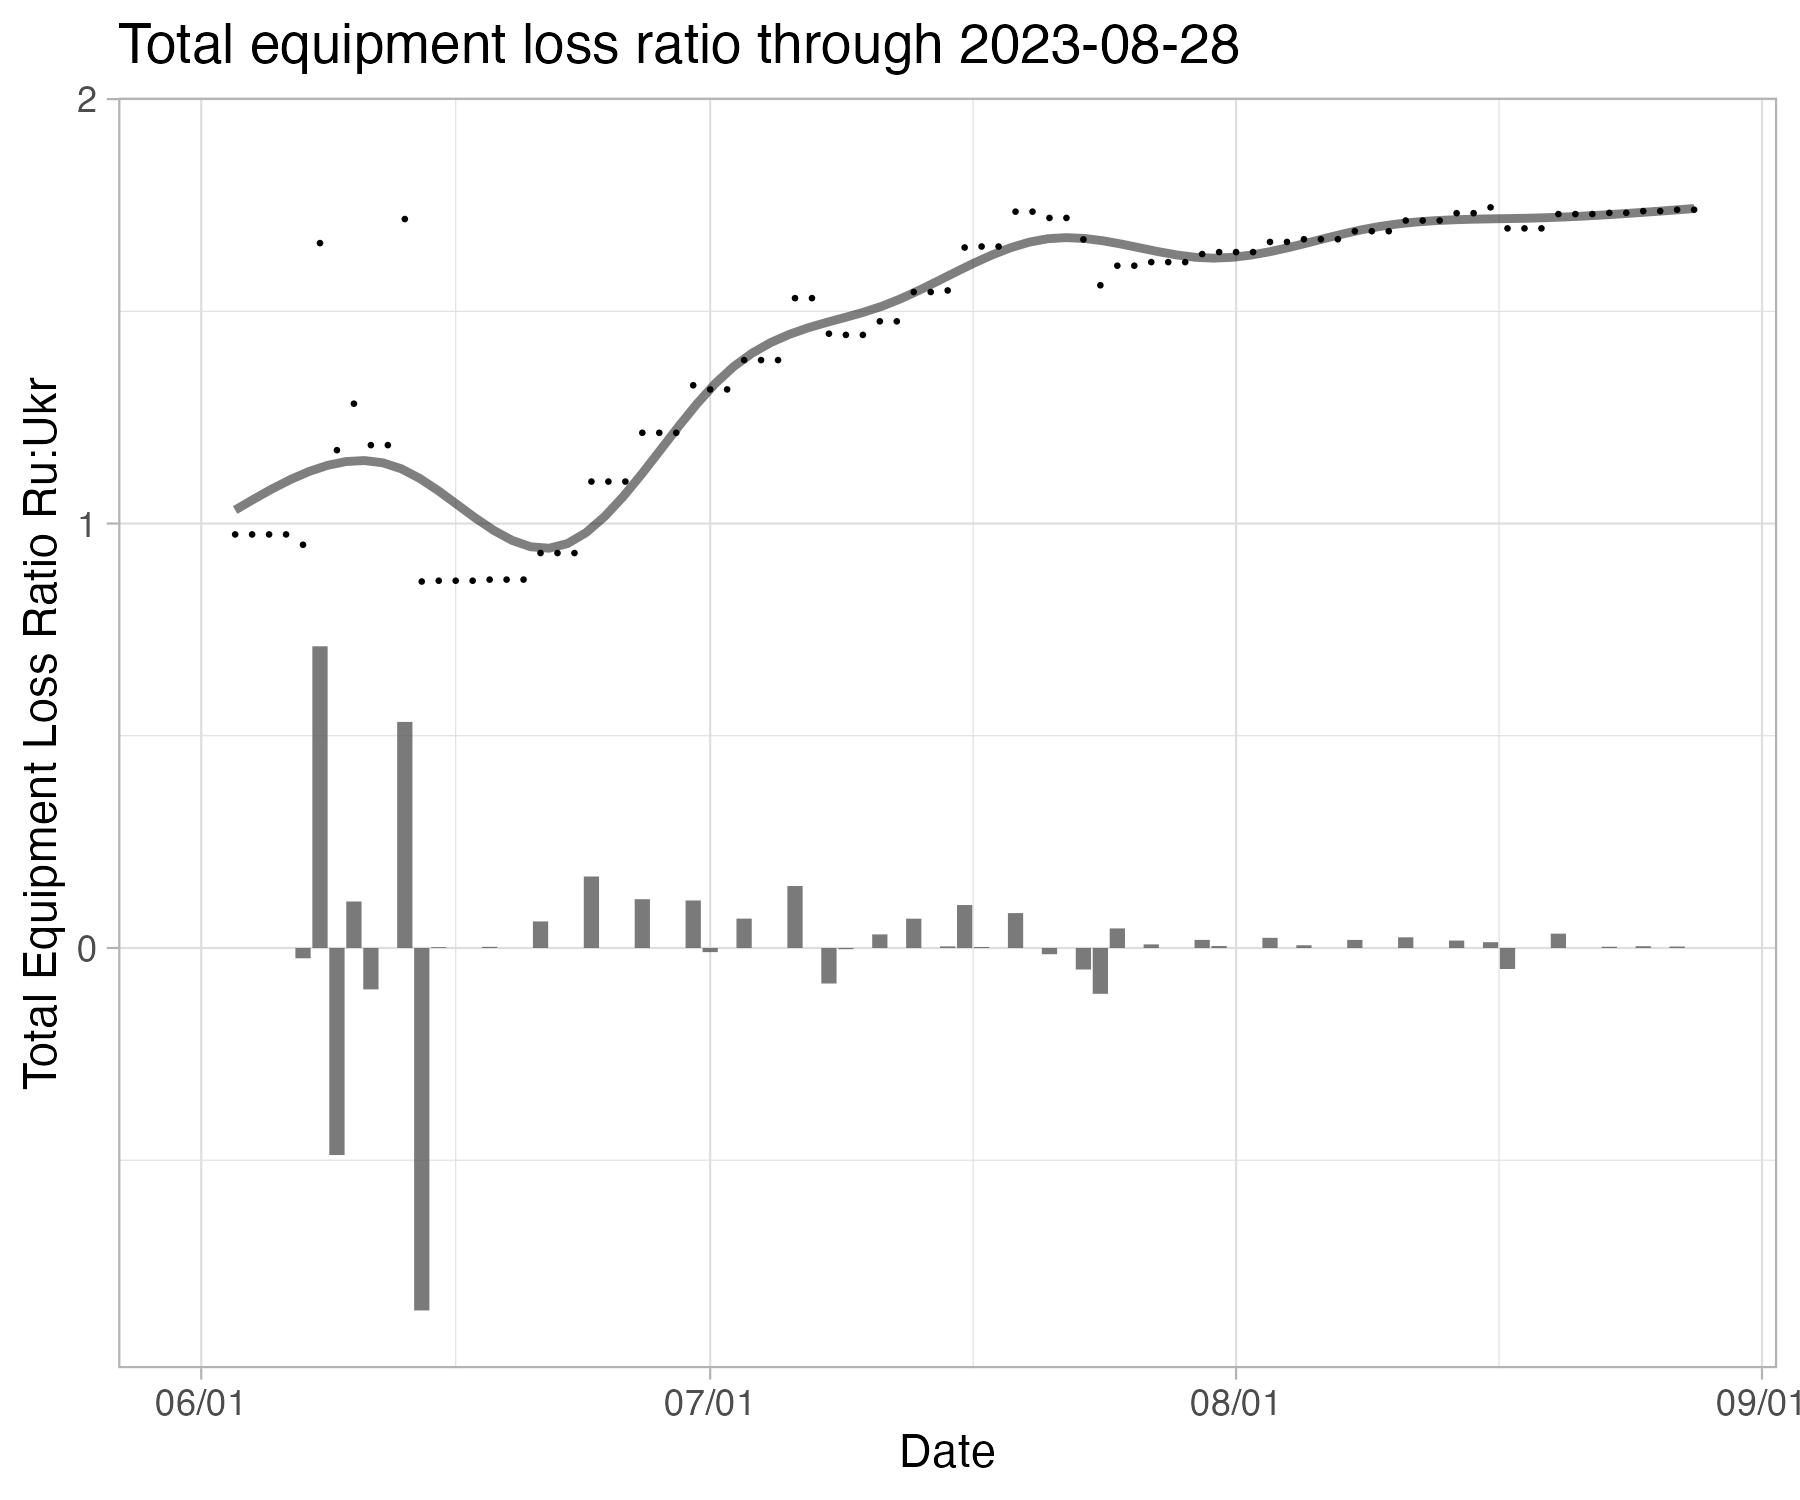 Total equipment loss ratio through 2023-08-28
Total Equipment Loss Ratio Ru:Ukr
2
1
0
06/01
07/01
08/01
09/01
Date